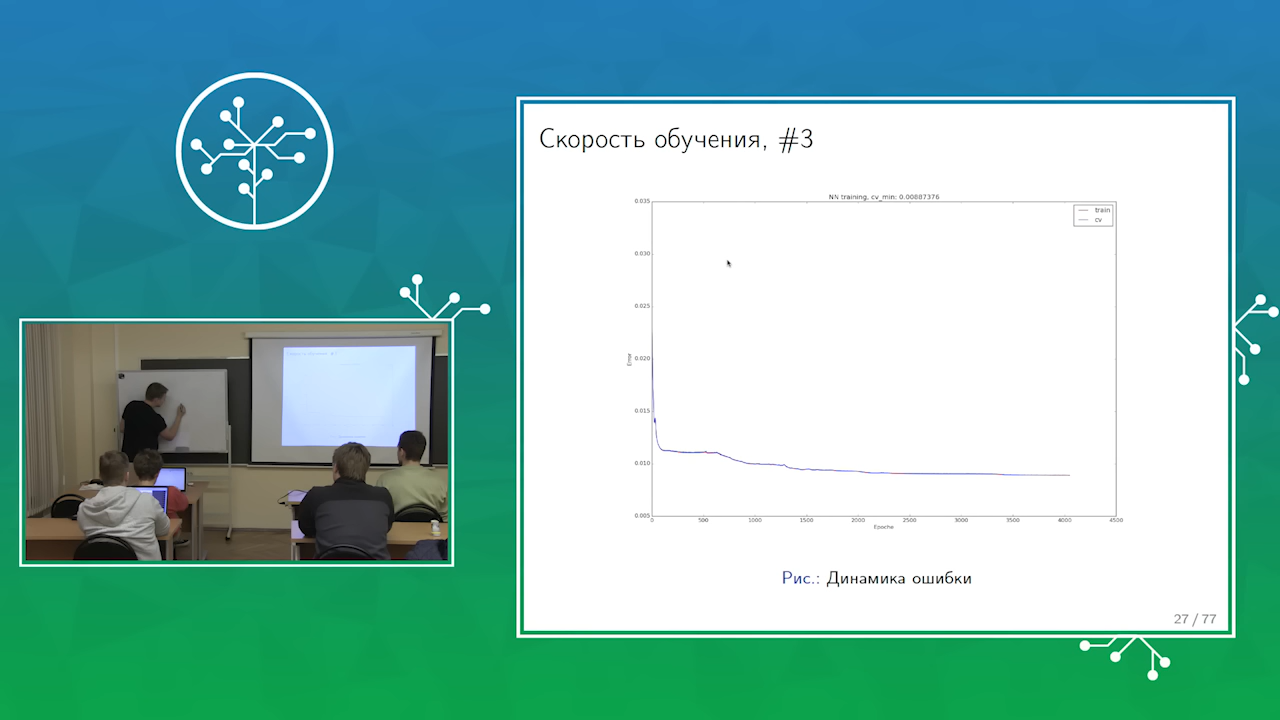 Скорость обучения, #3
NN training, cv_min: 0.00887376
train
cv
0.035
0.030
0.025
0.020
0.015
0.010
0.005
Error
0 500 1000 1500 2000 2500 3000 3500 4000 4500
Epochs
Рис.: Динамика ошибки
27 / 77